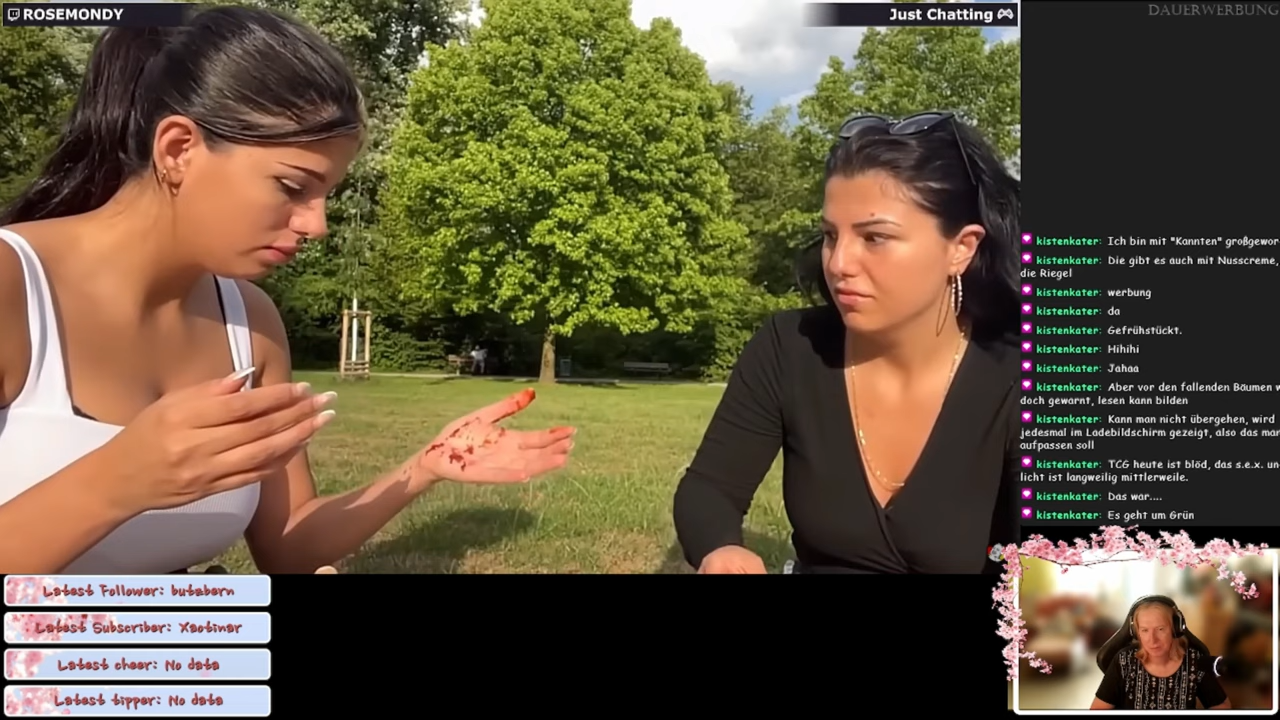 ROSEMONDY
Just Chatting
DAUERWERBUNG
kistenkater: Ich bin mit "Kannten" großgewor
kistenkater: Die gibt es auch mit Nusscreme,
die Riegel
kistenkater: werbung
kistenkater: da
kistenkater: Gefrühstückt.
kistenkater: Hihihi
kistenkater: Jahaa
kistenkater: Aber vor den fallenden Bäumen w
doch gewarnt, lesen kann bilden
kistenkater: Kann man nicht übergehen, wird
jedesmal im Ladebildschirm gezeigt, also das man
aufpassen soll
kistenkater: TCG heute ist blöd, das s.e.x. un
licht ist langweilig mittlerweile.
kistenkater: Das war....
kistenkater: Es geht um Grün
Latest Follower: butzbern
Latest Subscriber: Xaotinar
Latest cheer: No data
Latest tipper: No data